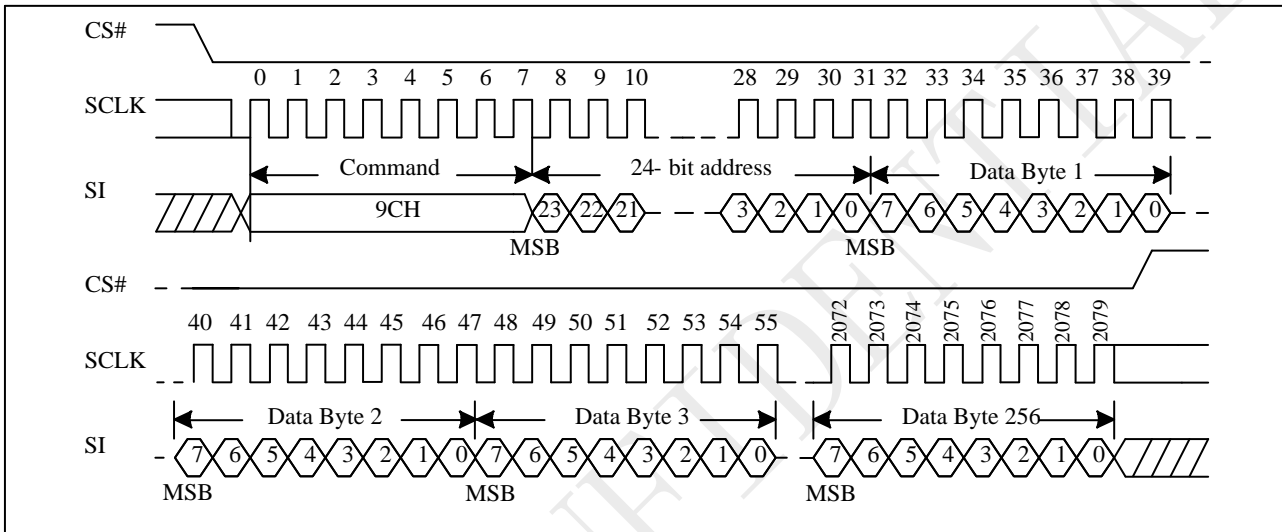 CS#
0 1 2 3 4 5 6 7 8 9 10 28 29 30 31 32 33 34 35 36 37 38 39
SCLK
Command 24- bit address Data Byte 1
SI
9CH 23 22 21 3 2 1 0 7 6 5 4 3 2 1 0
MSB MSB
CS#
40 41 42 43 44 45 46 47 48 49 50 51 52 53 54 55 2072 2073 2074 2075 2076 2077 2078 2079
SCLK
Data Byte 2 Data Byte 3 Data Byte 256
SI
7 6 5 4 3 2 1 0 7 6 5 4 3 2 1 0 7 6 5 4 3 2 1 0
MSB MSB MSB
FIDENTIAL